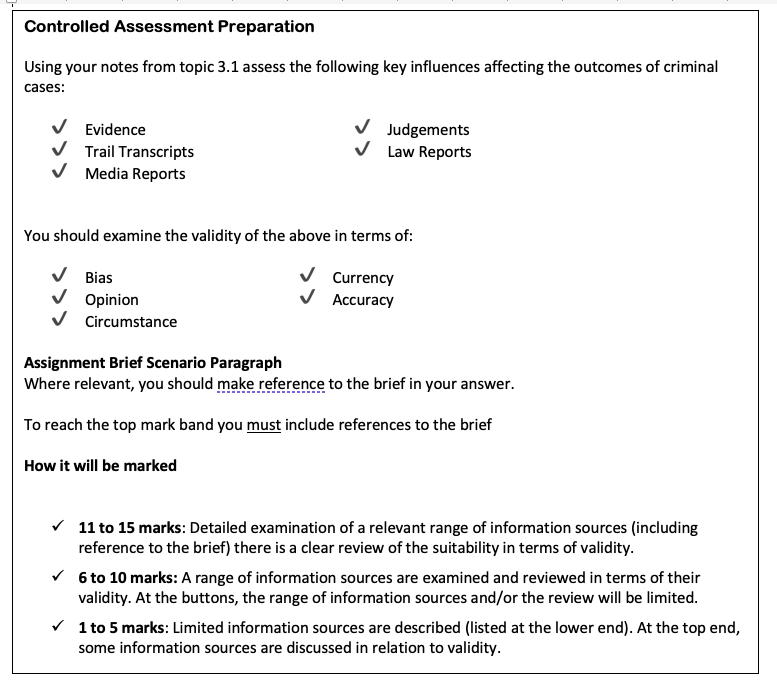 Controlled Assessment Preparation
Using your notes from topic 3.1 assess the following key influences affecting the outcomes of criminal
cases:
✓ Evidence
✓ Trail Transcripts
✓ Media Reports
✓ Judgements
✓ Law Reports
You should examine the validity of the above in terms of:
✓ Bias
✓ Opinion
✓ Circumstance
✓ Currency
✓ Accuracy
Assignment Brief Scenario Paragraph
Where relevant, you should make reference to the brief in your answer.
To reach the top mark band you must include references to the brief
How it will be marked
✓ 11 to 15 marks: Detailed examination of a relevant range of information sources (including
reference to the brief) there is a clear review of the suitability in terms of validity.
✓ 6 to 10 marks: A range of information sources are examined and reviewed in terms of their
validity. At the buttons, the range of information sources and/or the review will be limited.
✓ 1 to 5 marks: Limited information sources are described (listed at the lower end). At the top end,
some information sources are discussed in relation to validity.